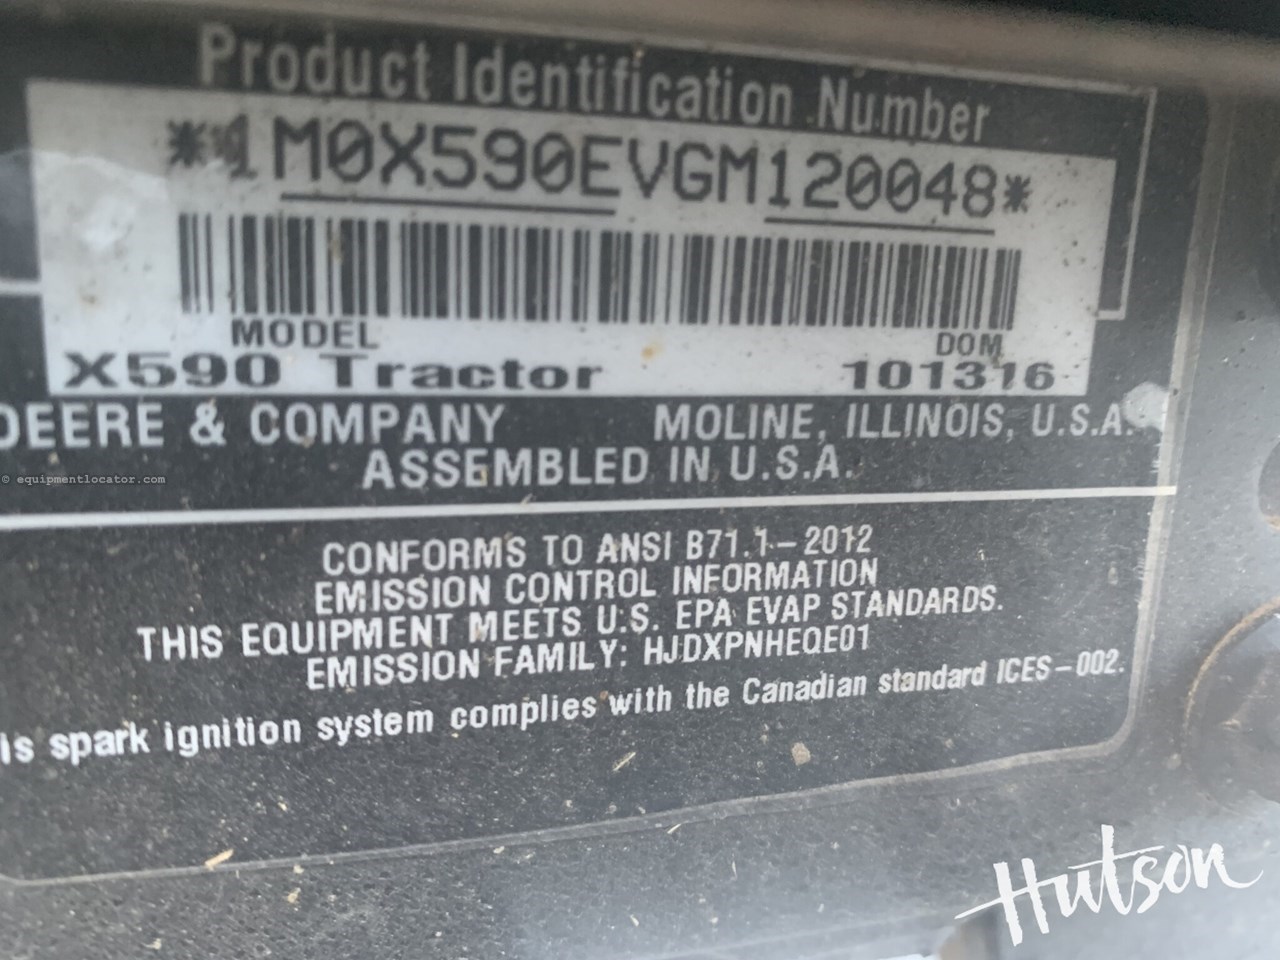 Product Identification Number
*1M0X590EVGM120048*
MODEL DOM
X590 Tractor 101316
DEERE & COMPANY MOLINE, ILLINOIS, U.S.A.
ASSEMBLED IN U.S.A.
© equipmentlocator.com
CONFORMS TO ANSI B71.1-2012
EMISSION CONTROL INFORMATION
THIS EQUIPMENT MEETS U.S. EPA EVAP STANDARDS.
EMISSION FAMILY: HJDXPNHEQE01
is spark ignition system complies with the Canadian standard ICES-002.
Hutson